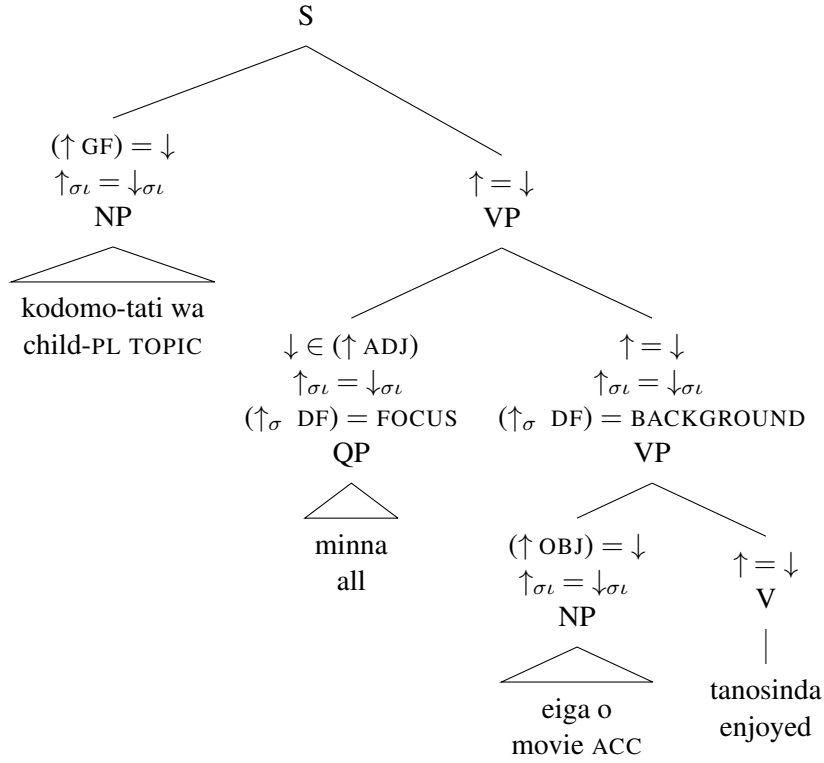 S
(↑ GF) = ↓
↑σι = ↓σι
NP
↑ = ↓
VP
kodomo-tati wa
child-PL TOPIC
↓ ∈ (↑ ADJ)
↑σι = ↓σι
(↑σ DF) = FOCUS
QP
↑ = ↓
↑σι = ↓σι
(↑σ DF) = BACKGROUND
VP
minna
all
(↑ OBJ) = ↓
↑σι = ↓σι
NP
↑ = ↓
V
eiga o
movie ACC
tanosinda
enjoyed